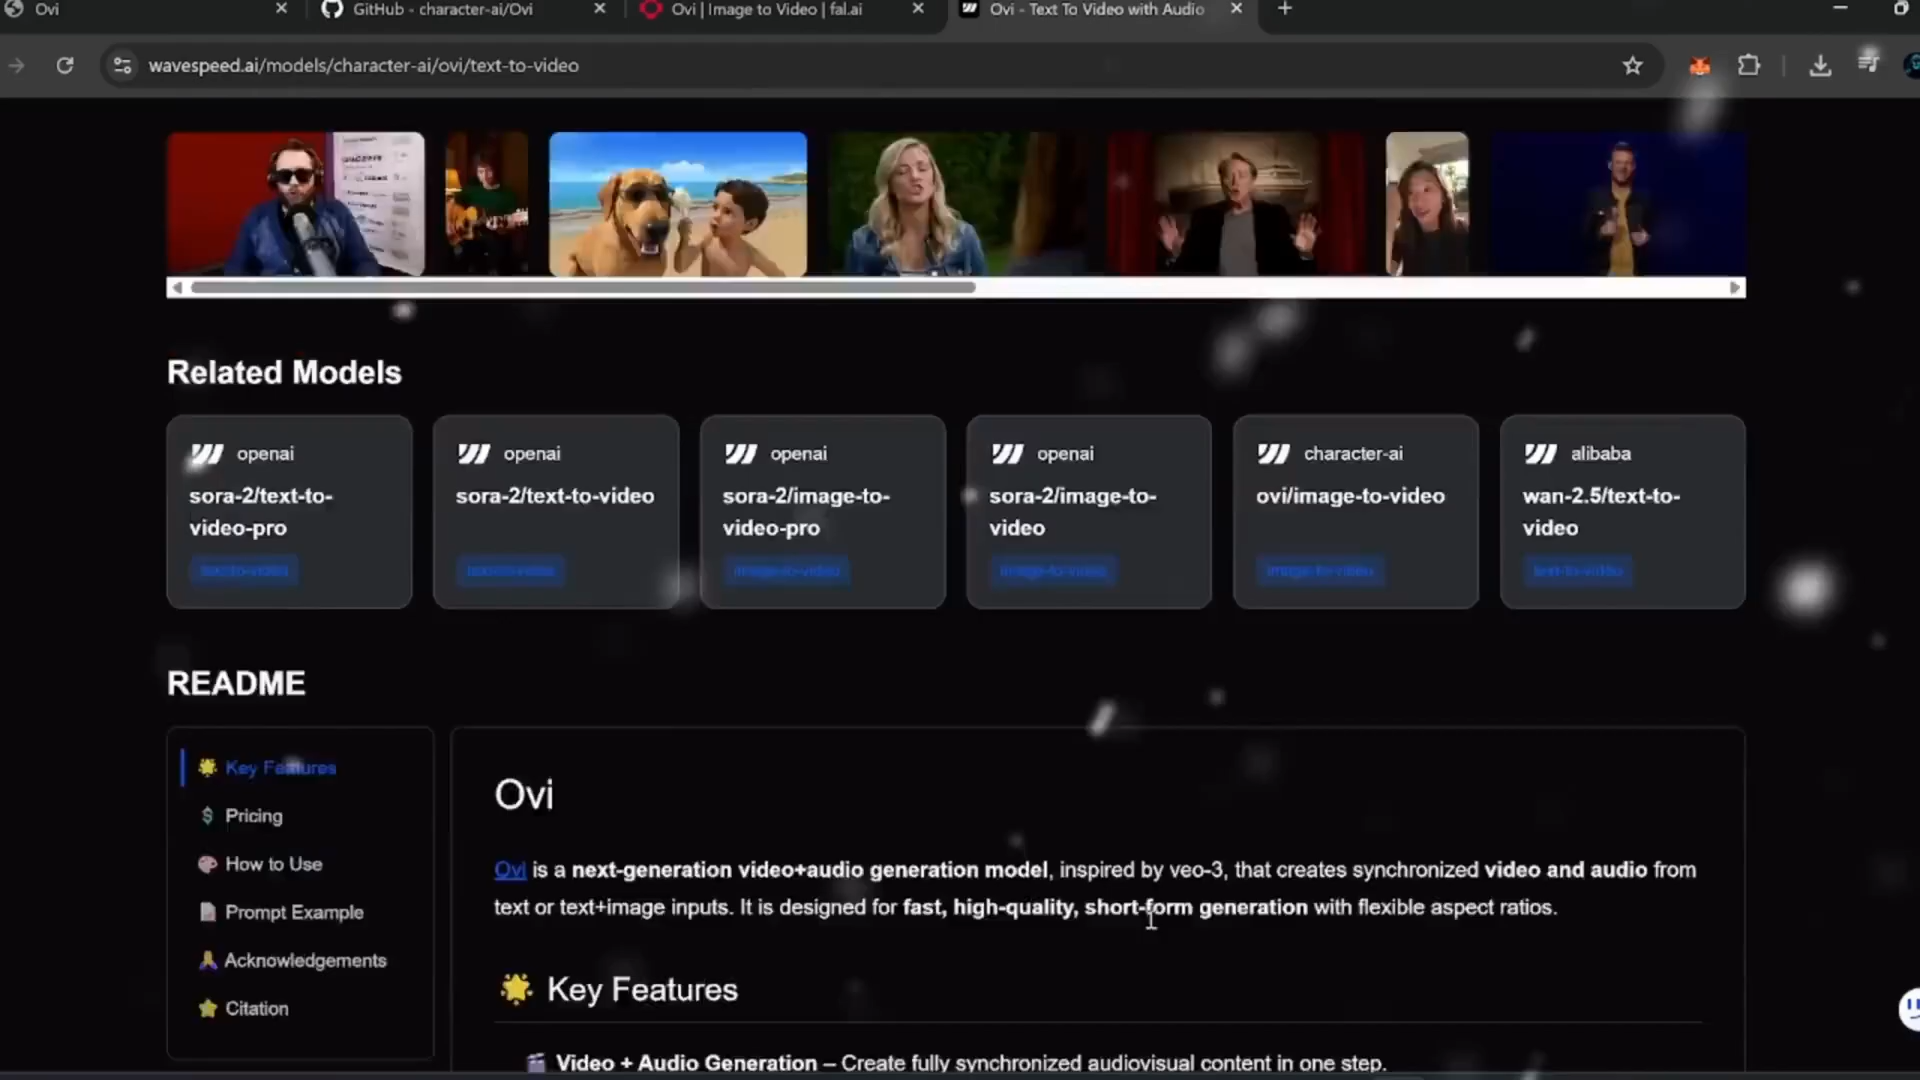 Ovi
GitHub - character-ai/Ovi
Ovi | Image to Video | fal.ai
Ovi - Text To Video with Audio
wavespeed.ai/models/character-ai/ovi/text-to-video
Related Models
openai
sora-2/text-to-
video-pro
text-to-video
openai
sora-2/text-to-video
text-to-video
openai
sora-2/image-to-
video-pro
image-to-video
openai
sora-2/image-to-
video
image-to-video
character-ai
ovi/image-to-video
image-to-video
alibaba
wan-2.5/text-to-
video
text-to-video
README
Key Features
Pricing
How to Use
Prompt Example
Acknowledgements
Citation
Ovi
Ovi is a next-generation video+audio generation model, inspired by veo-3, that creates synchronized video and audio from
text or text+image inputs. It is designed for fast, high-quality, short-form generation with flexible aspect ratios.
Key Features
Video + Audio Generation – Create fully synchronized audiovisual content in one step.